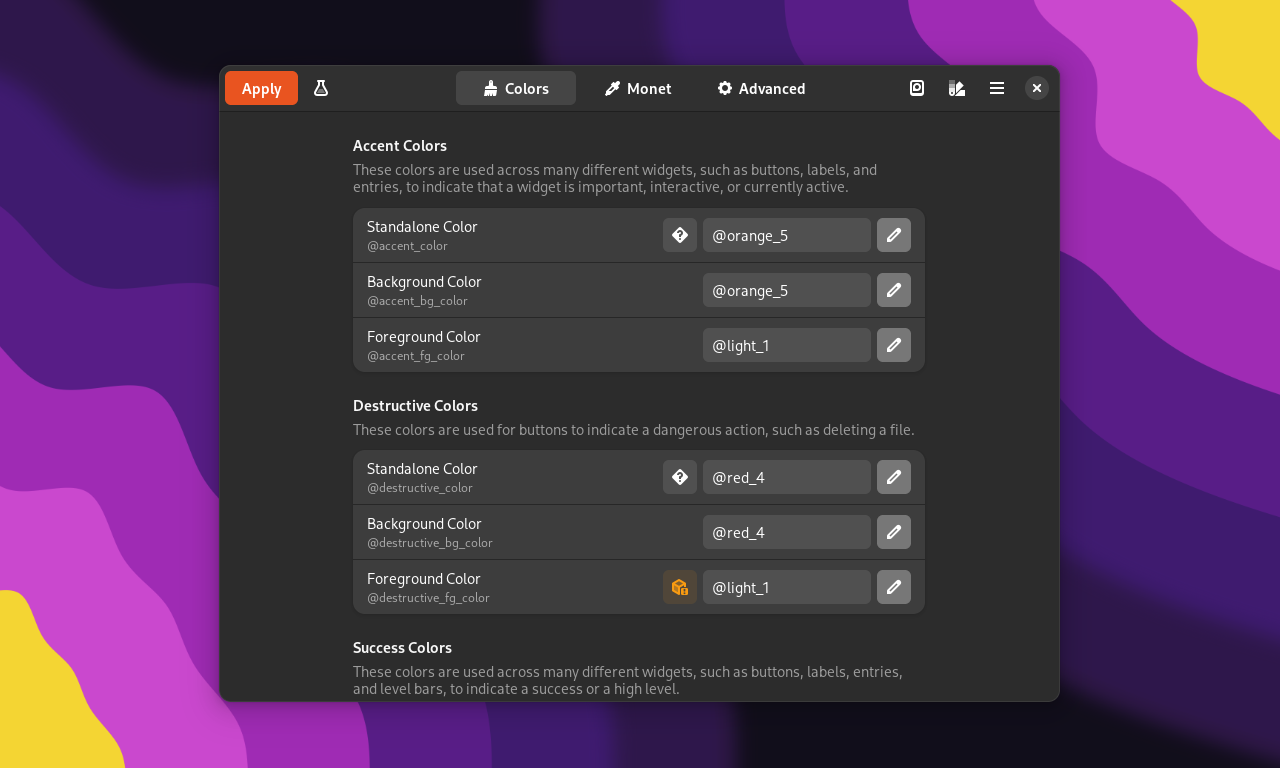 Apply
Colors
Monet
Advanced
Accent Colors
These colors are used across many different widgets, such as buttons, labels, and
entries, to indicate that a widget is important, interactive, or currently active.
Standalone Color
@accent_color
@orange_5
Background Color
@accent_bg_color
@orange_5
Foreground Color
@accent_fg_color
@light_1
Destructive Colors
These colors are used for buttons to indicate a dangerous action, such as deleting a file.
Standalone Color
@destructive_color
@red_4
Background Color
@destructive_bg_color
@red_4
Foreground Color
@destructive_fg_color
@light_1
Success Colors
These colors are used across many different widgets, such as buttons, labels, entries,
and level bars, to indicate a success or a high level.